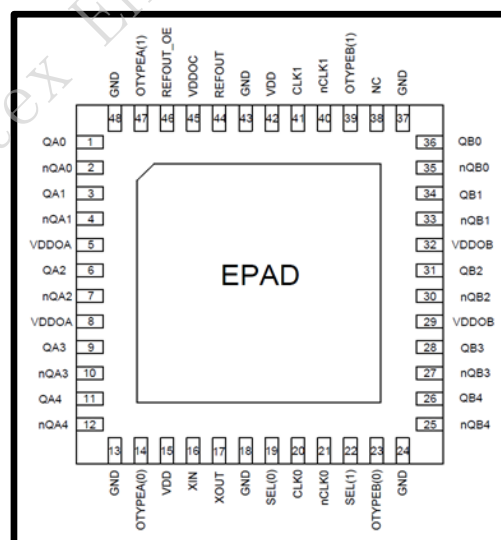 GND OTYPEA(1) REFOUT_OE VDDOC REFOUT GND VDD CLK1 nCLK1 OTYPEB(1) NC GND
48 47 46 45 44 43 42 41 40 39 38 37
QA0 1 36 QB0
nQA0 2 35 nQB0
QA1 3 34 QB1
nQA1 4 33 nQB1
VDDOA 5 32 VDDOB
QA2 6 31 QB2
EPAD
nQA2 7 30 nQB2
VDDOA 8 29 VDDOB
QA3 9 28 QB3
nQA3 10 27 nQB3
QA4 11 26 QB4
nQA4 12 25 nQB4
13 14 15 16 17 18 19 20 21 22 23 24
GND OTYPEA(0) VDD XIN XOUT GND SEL(0) CLK0 nCLK0 SEL(1) OTYPEB(0) GND